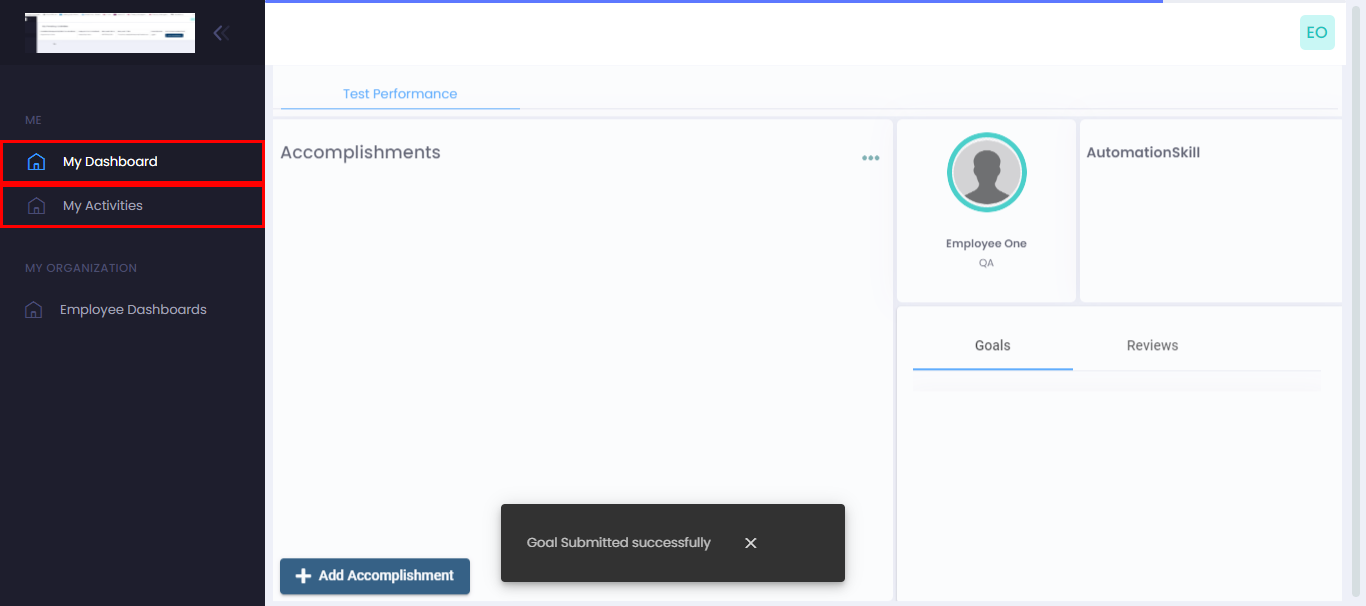 EO
ME
My Dashboard
My Activities
MY ORGANIZATION
Employee Dashboards
Test Performance
Accomplishments
Employee One
QA
AutomationSkill
Goals
Reviews
Goal Submitted successfully
Add Accomplishment